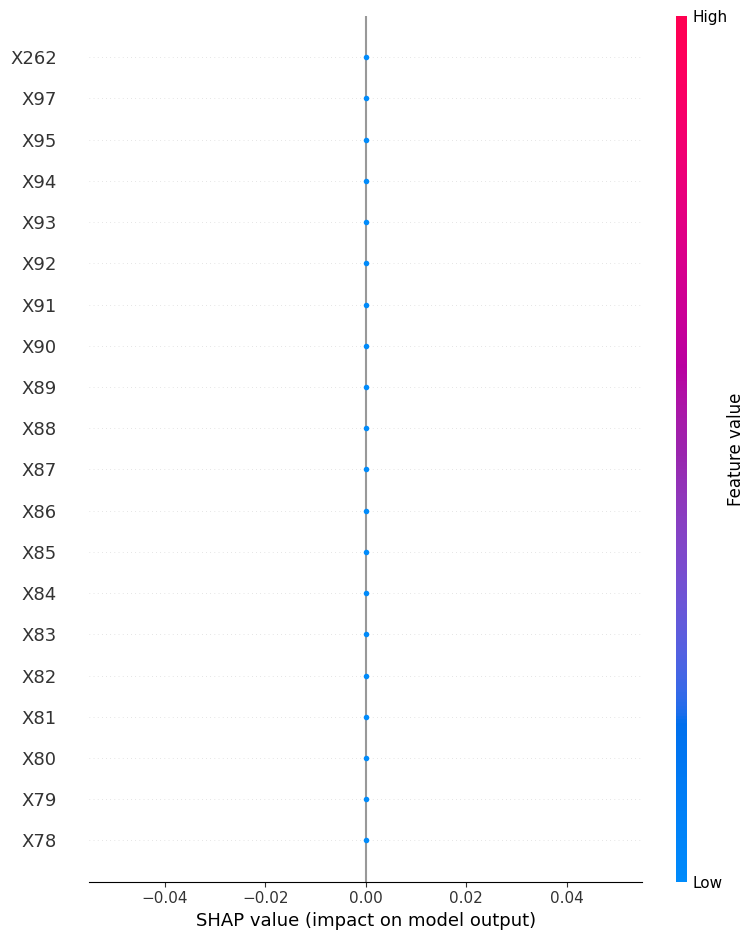 High
X262
X97
X95
X94
X93
X92
X91
X90
X89
X88
X87
X86
X85
X84
X83
X82
X81
X80
X79
X78
Feature value
Low
−0.04 −0.02 0.00 0.02 0.04
SHAP value (impact on model output)